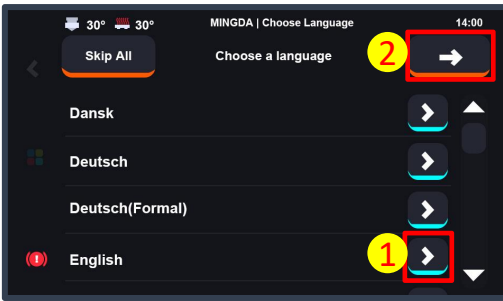 30° 30° MINGDA | Choose Language 14:00
Skip All Choose a language 2
Dansk
Deutsch
Deutsch(Formal)
English 1